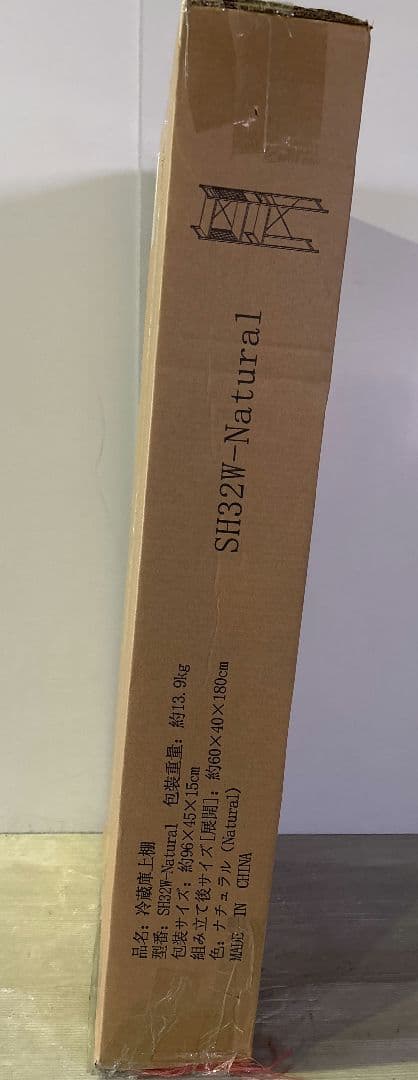 SH32W-Natural
品名: 冷蔵庫上棚
型番: SH32W-Natural 包装重量: 約13.9kg
包装サイズ: 約96×45×15cm
組み立て後サイズ[展開]: 約60×40×180cm
色: ナチュラル(Natural)
MADE IN CHINA